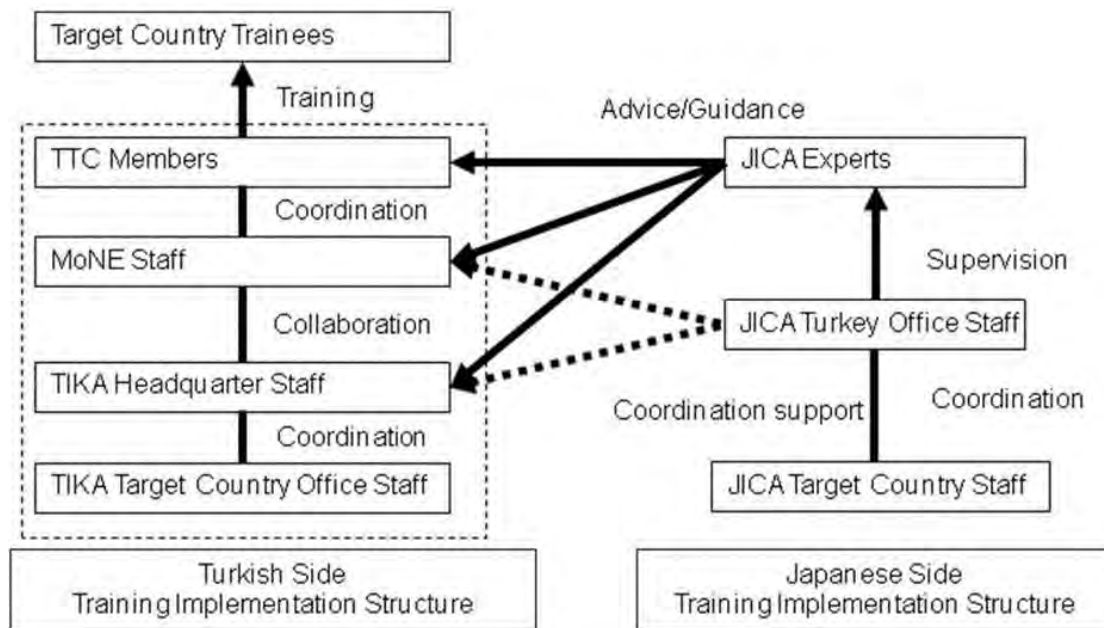 Target Country Trainees
Training
Advice/Guidance
TTC Members
JICA Experts
Coordination
MoNE Staff
Supervision
Collaboration
JICA Turkey Office Staff
TIKA Headquarter Staff
Coordination support
Coordination
Coordination
TIKA Target Country Office Staff
JICA Target Country Staff
Turkish Side
Training Implementation Structure
Japanese Side
Training Implementation Structure